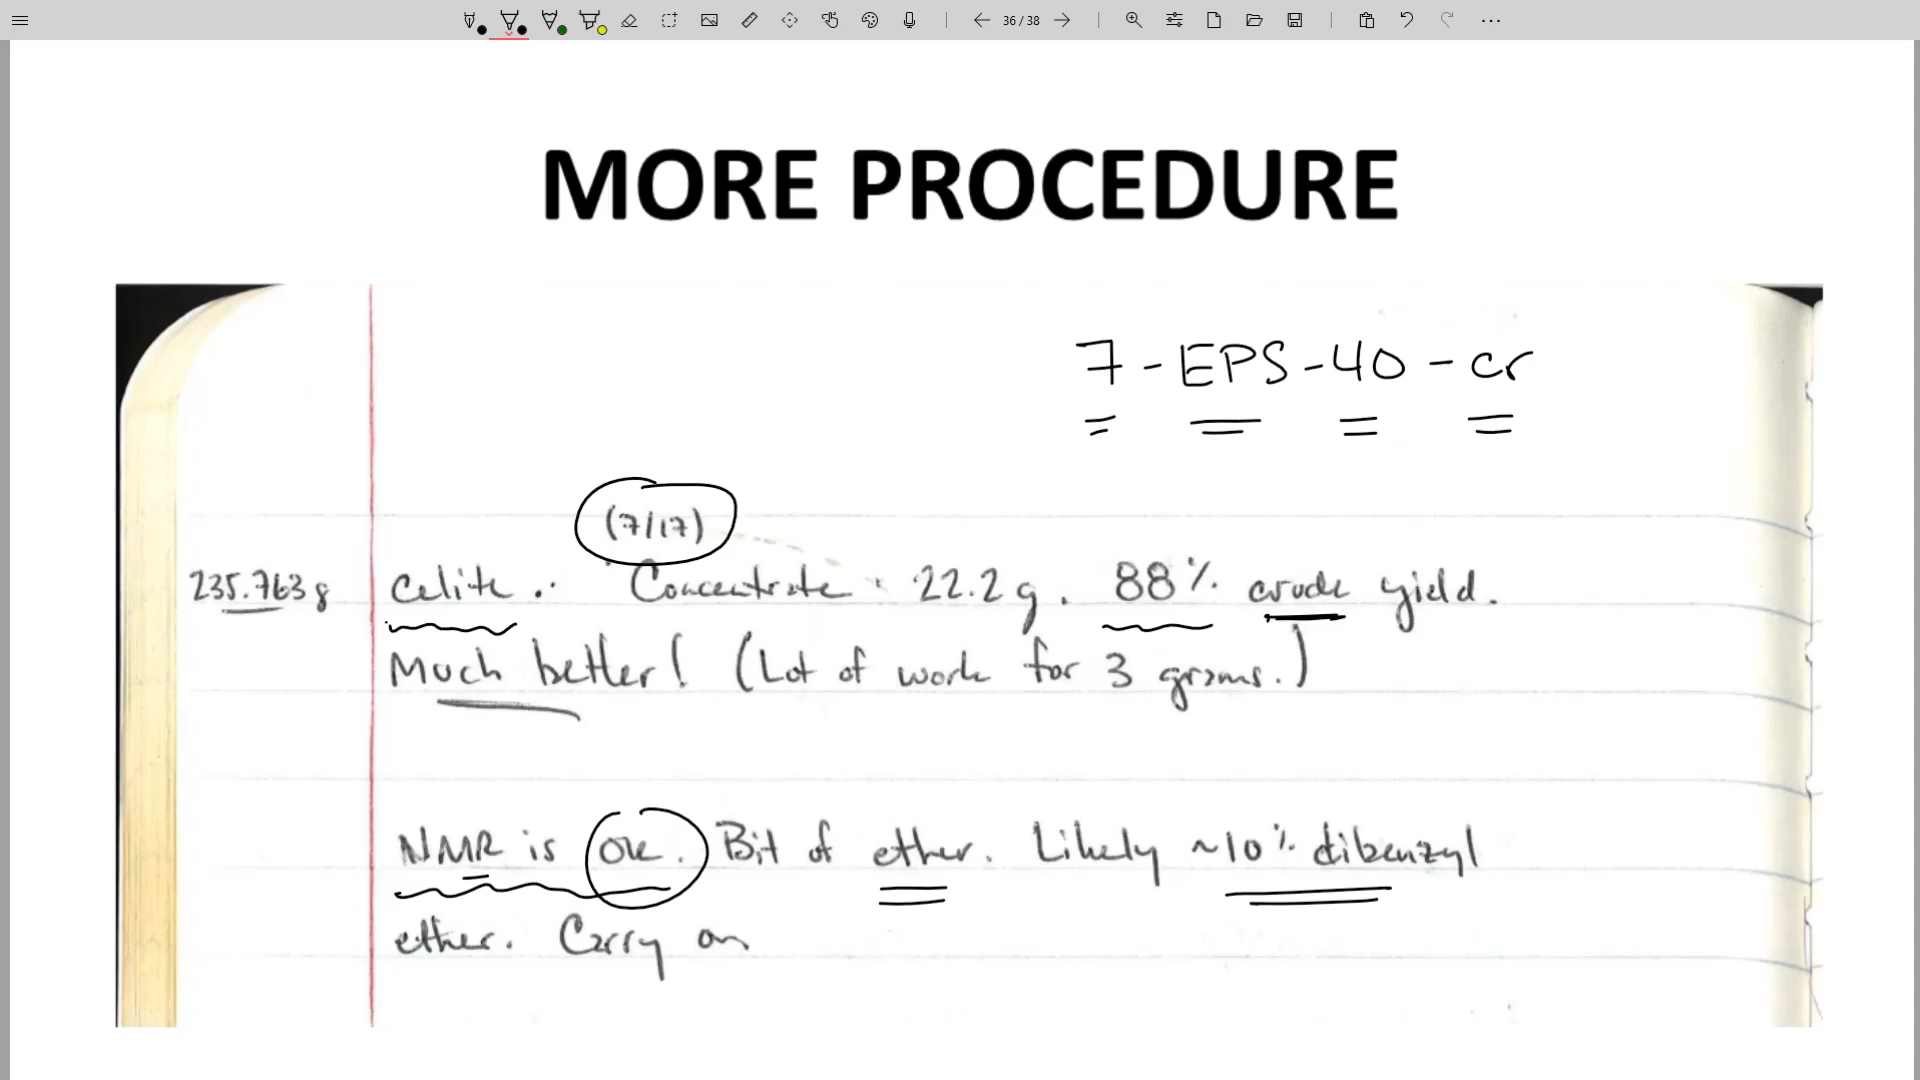 36 / 38
MORE PROCEDURE
7-EPS-40-cr
(7/17)
235.763g Celite. Concentrate. 22.2 g. 88% crude yield.
Much better! (Lot of work for 3 grams.)
NMR is ok. Bit of ether. Likely ~10% dibenzyl
ether. Carry on